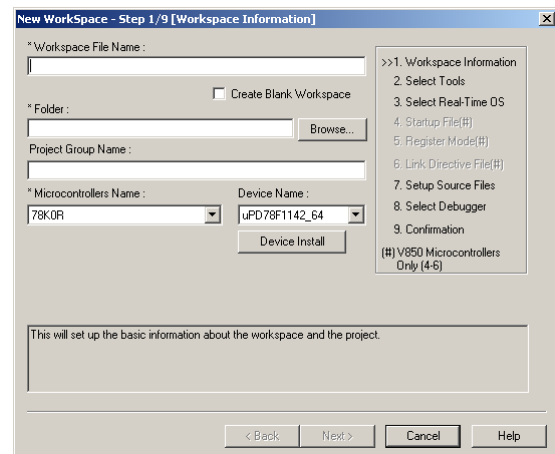 New WorkSpace - Step 1/9 [Workspace Information]
* Workspace File Name :
Create Blank Workspace
* Folder :
Browse...
Project Group Name :
* Microcontrollers Name :
Device Name :
78K0R
uPD78F1142_64
Device Install
>>1. Workspace Information
2. Select Tools
3. Select Real-Time OS
4. Startup File(#)
5. Register Mode(#)
6. Link Directive File(#)
7. Setup Source Files
8. Select Debugger
9. Confirmation
(#) V850 Microcontrollers
Only (4-6)
This will set up the basic information about the workspace and the project.
< Back
Next >
Cancel
Help